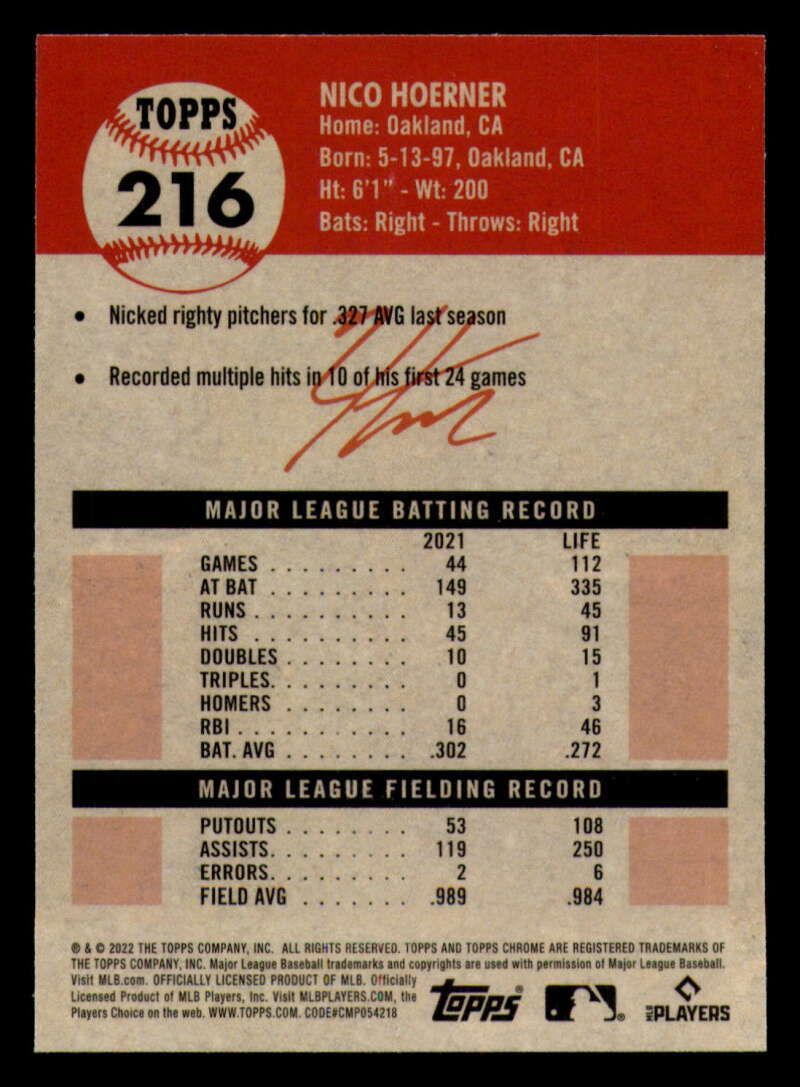 TOPPS
216
NICO HOERNER
Home: Oakland, CA
Born: 5-13-97, Oakland, CA
Ht: 6'1" - Wt: 200
Bats: Right - Throws: Right
• Nicked righty pitchers for .327 AVG last season
• Recorded multiple hits in 10 of his first 24 games
MAJOR LEAGUE BATTING RECORD
2021 LIFE
GAMES . . . . . . . . . 44 112
AT BAT . . . . . . . . . 149 335
RUNS . . . . . . . . . . 13 45
HITS . . . . . . . . . . 45 91
DOUBLES . . . . . . . . 10 15
TRIPLES. . . . . . . . . 0 1
HOMERS . . . . . . . . 0 3
RBI . . . . . . . . . . . 16 46
BAT. AVG . . . . . . . . .302 .272
MAJOR LEAGUE FIELDING RECORD
PUTOUTS . . . . . . . . 53 108
ASSISTS. . . . . . . . . 119 250
ERRORS. . . . . . . . . 2 6
FIELD AVG . . . . . . . .989 .984
® & © 2022 THE TOPPS COMPANY, INC. ALL RIGHTS RESERVED. TOPPS AND TOPPS CHROME ARE REGISTERED TRADEMARKS OF
THE TOPPS COMPANY, INC. Major League Baseball trademarks and copyrights are used with permission of Major League Baseball.
Visit MLB.com. OFFICIALLY LICENSED PRODUCT OF MLB. Officially
Licensed Product of MLB Players, Inc. Visit MLBPLAYERS.COM, the
Players Choice on the web. WWW.TOPPS.COM. CODE#CMP054218
Topps® ® MLB PLAYERS